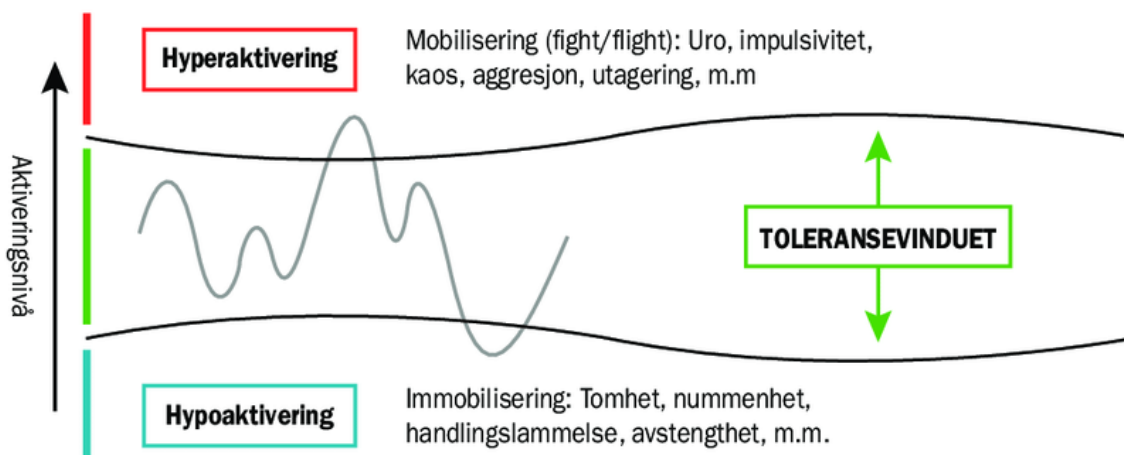 Hyperaktivering
Mobilisering (fight/flight): Uro, impulsivitet,
kaos, aggresjon, utagering, m.m
Aktiveringsnivå
TOLERANSEVINDUET
Hypoaktivering
Immobilisering: Tomhet, nummenhet,
handlingslammelse, avstengthet, m.m.